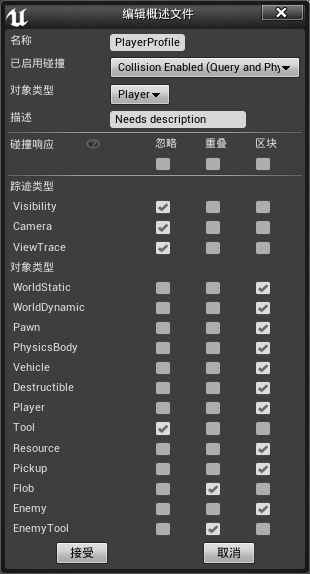 编辑概述文件
名称 PlayerProfile
已启用碰撞 Collision Enabled (Query and Phy
对象类型 Player
描述 Needs description
碰撞响应 忽略 重叠 区块
踪迹类型
Visibility
Camera
ViewTrace
对象类型
WorldStatic
WorldDynamic
Pawn
PhysicsBody
Vehicle
Destructible
Player
Tool
Resource
Pickup
Flob
Enemy
EnemyTool
接受 取消